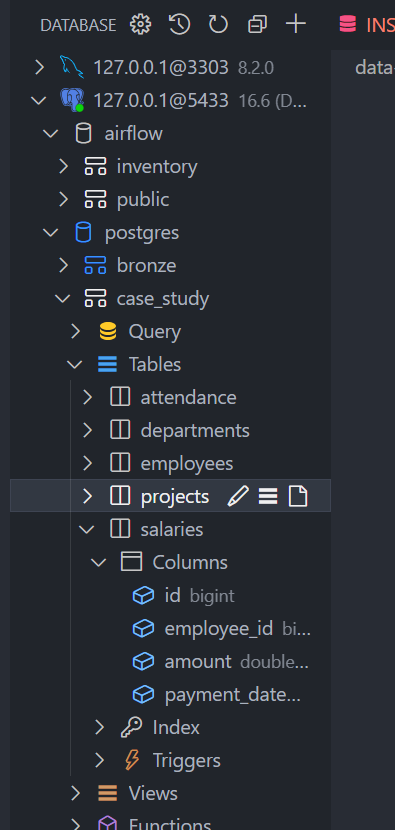 DATABASE
INS
127.0.0.1@3303 8.2.0
data
127.0.0.1@5433 16.6 (D...
airflow
inventory
public
postgres
bronze
case_study
Query
Tables
attendance
departments
employees
projects
salaries
Columns
id bigint
employee_id bi...
amount double...
payment_date...
Index
Triggers
Views
Functions